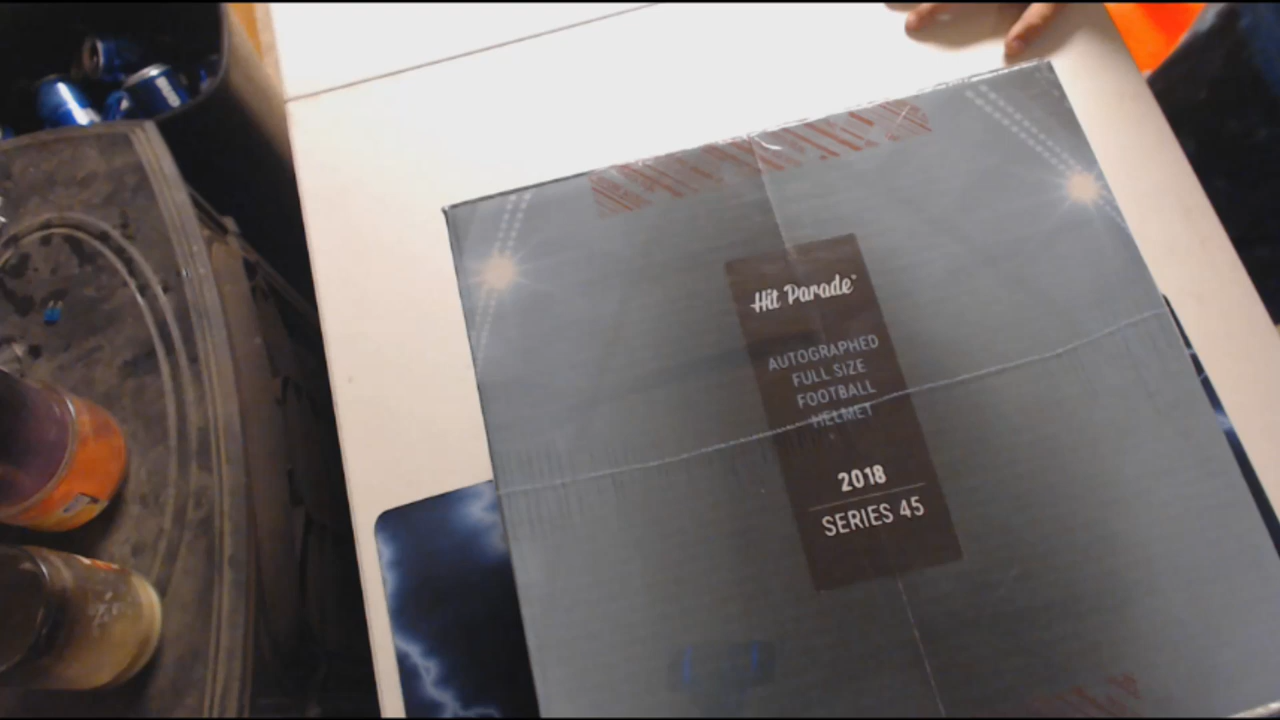 Hit Parade®
AUTOGRAPHED
FULL SIZE
FOOTBALL
HELMET
2018
SERIES 45